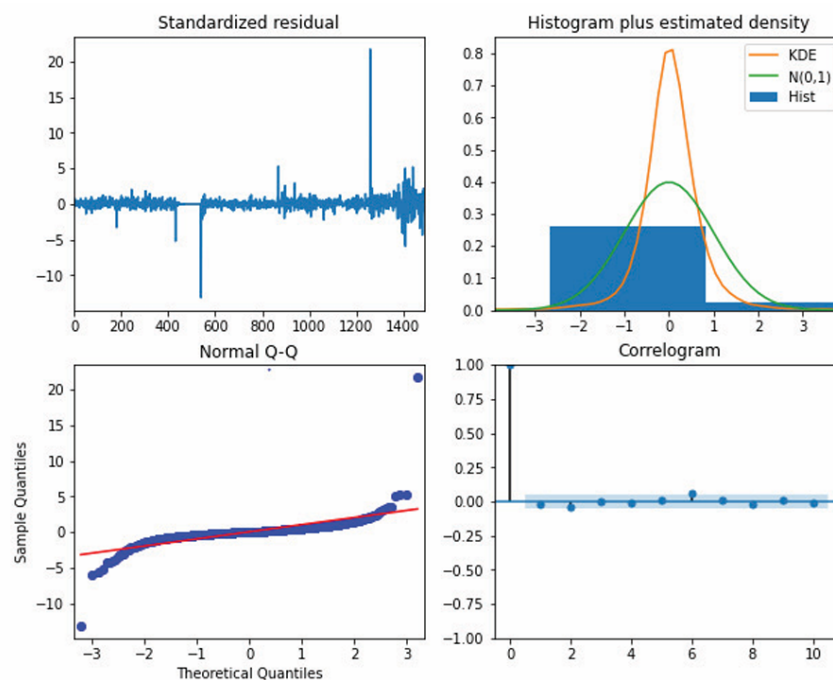 Standardized residual
20
15
10
5
0
−5
−10
0 200 400 600 800 1000 1200 1400
Histogram plus estimated density
KDE
N(0,1)
Hist
0.8
0.7
0.6
0.5
0.4
0.3
0.2
0.1
0.0
−3 −2 −1 0 1 2 3
Normal Q-Q
Sample Quantiles
20
15
10
5
0
−5
−10
−3 −2 −1 0 1 2 3
Theoretical Quantiles
Correlogram
1.00
0.75
0.50
0.25
0.00
−0.25
−0.50
−0.75
−1.00
0 2 4 6 8 10